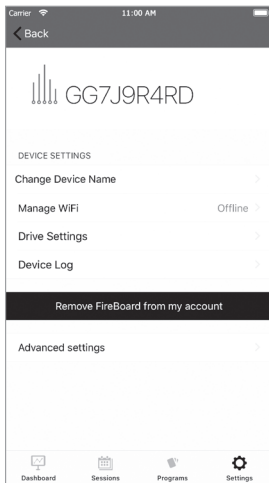 Carrier 11:00 AM
Back
GG7J9R4RD
DEVICE SETTINGS
Change Device Name
Manage WiFi Offline
Drive Settings
Device Log
Remove FireBoard from my account
Advanced settings
Dashboard Sessions Programs Settings